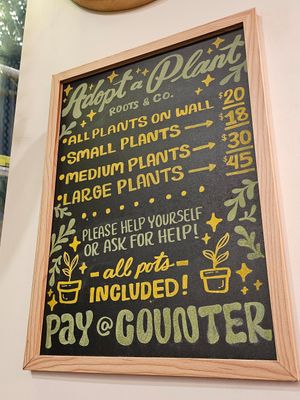 Adopt a Plant
ROOTS & CO.
•ALL PLANTS ON WALL $20
•SMALL PLANTS → $18
•MEDIUM PLANTS → $30
•LARGE PLANTS → $45
PLEASE HELP YOURSELF
OR ASK FOR HELP!
- all pots -
INCLUDED!
PAY @ COUNTER